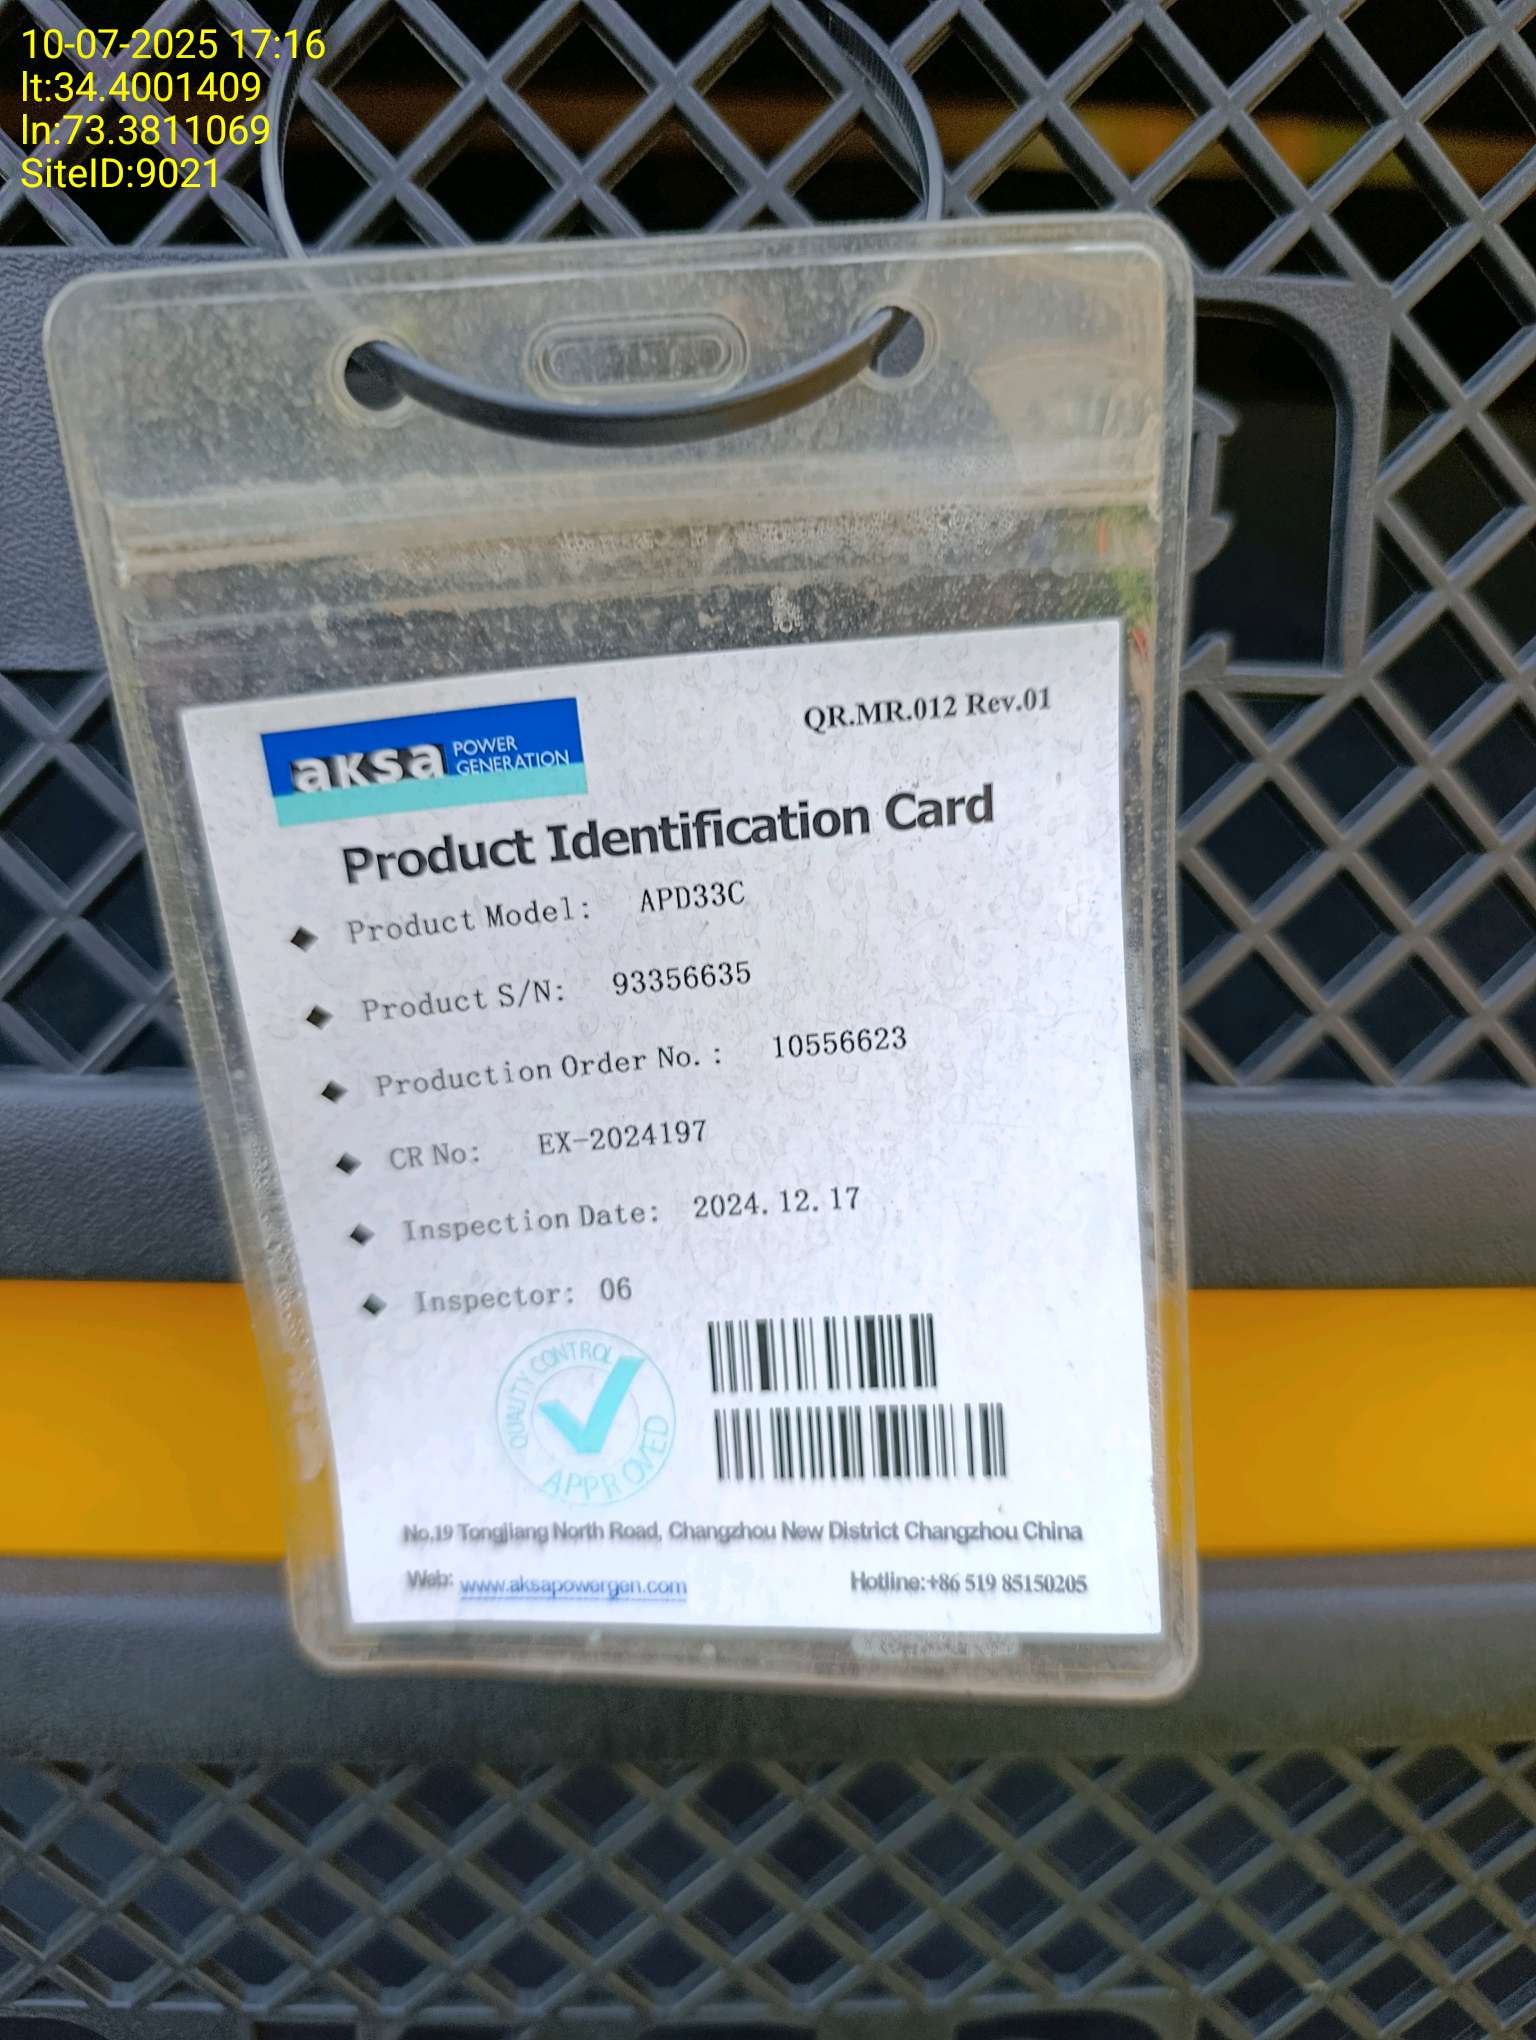 10-07-2025 17:16
lt:34.4001409
ln:73.3811069
SiteID:9021
aksa POWER GENERATION
QR.MR.012 Rev.01
Product Identification Card
◆ Product Model: APD33C
◆ Product S/N: 93356635
◆ Production Order No.: 10556623
◆ CR No: EX-2024197
◆ Inspection Date: 2024.12.17
◆ Inspector: 06
QUALITY CONTROL
APPROVED
No.19 Tongjiang North Road, Changzhou New District Changzhou China
Web: www.aksapowergen.com Hotline:+86 519 85150205